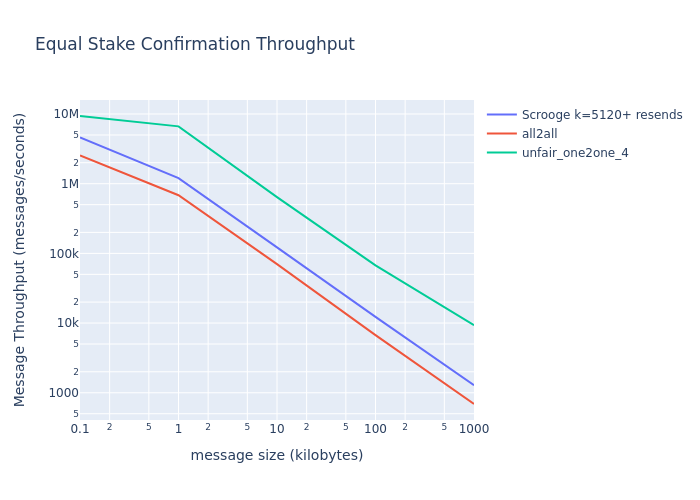 Equal Stake Confirmation Throughput
Scrooge k=5120+ resends
all2all
unfair_one2one_4
Message Throughput (messages/seconds)
10M
5
2
1M
5
2
100k
5
2
10k
5
2
1000
5
0.1 2 5 1 2 5 10 2 5 100 2 5 1000
message size (kilobytes)